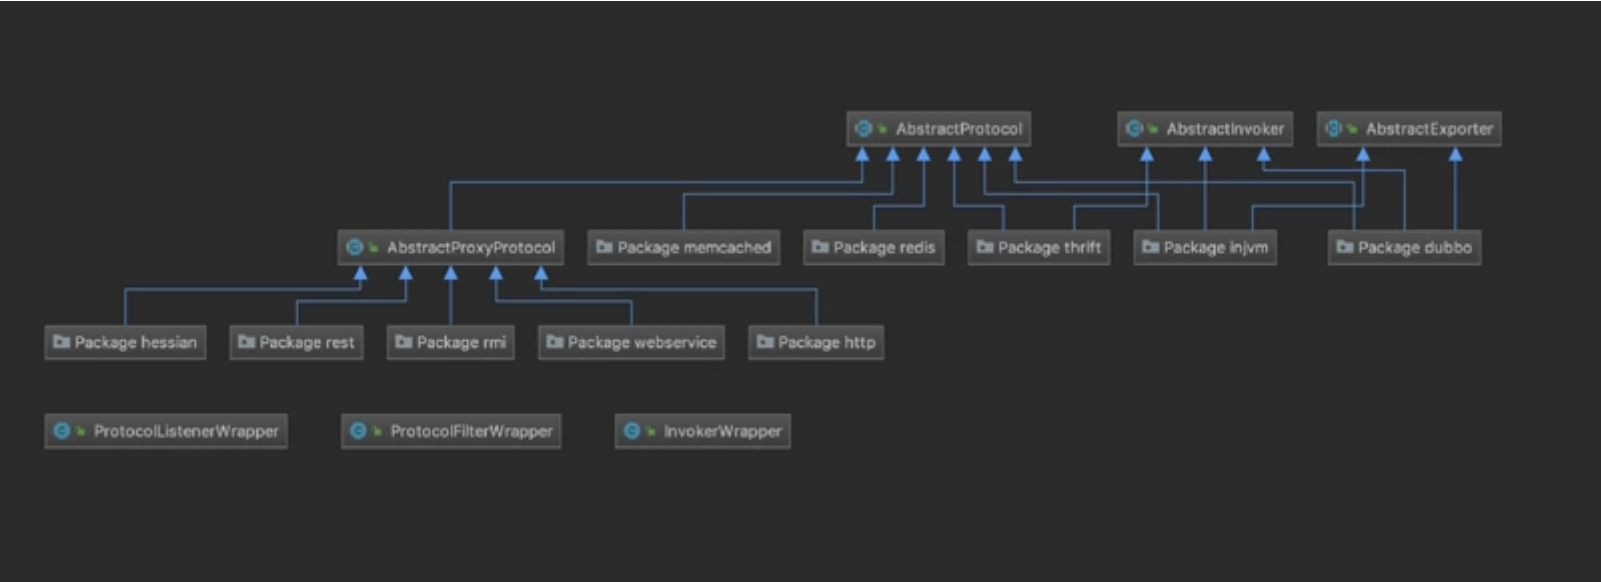 AbstractProtocol
AbstractInvoker
AbstractExporter
AbstractProxyProtocol
Package memcached
Package redis
Package thrift
Package injvm
Package dubbo
Package hessian
Package rest
Package rmi
Package webservice
Package http
ProtocolListenerWrapper
ProtocolFilterWrapper
InvokerWrapper